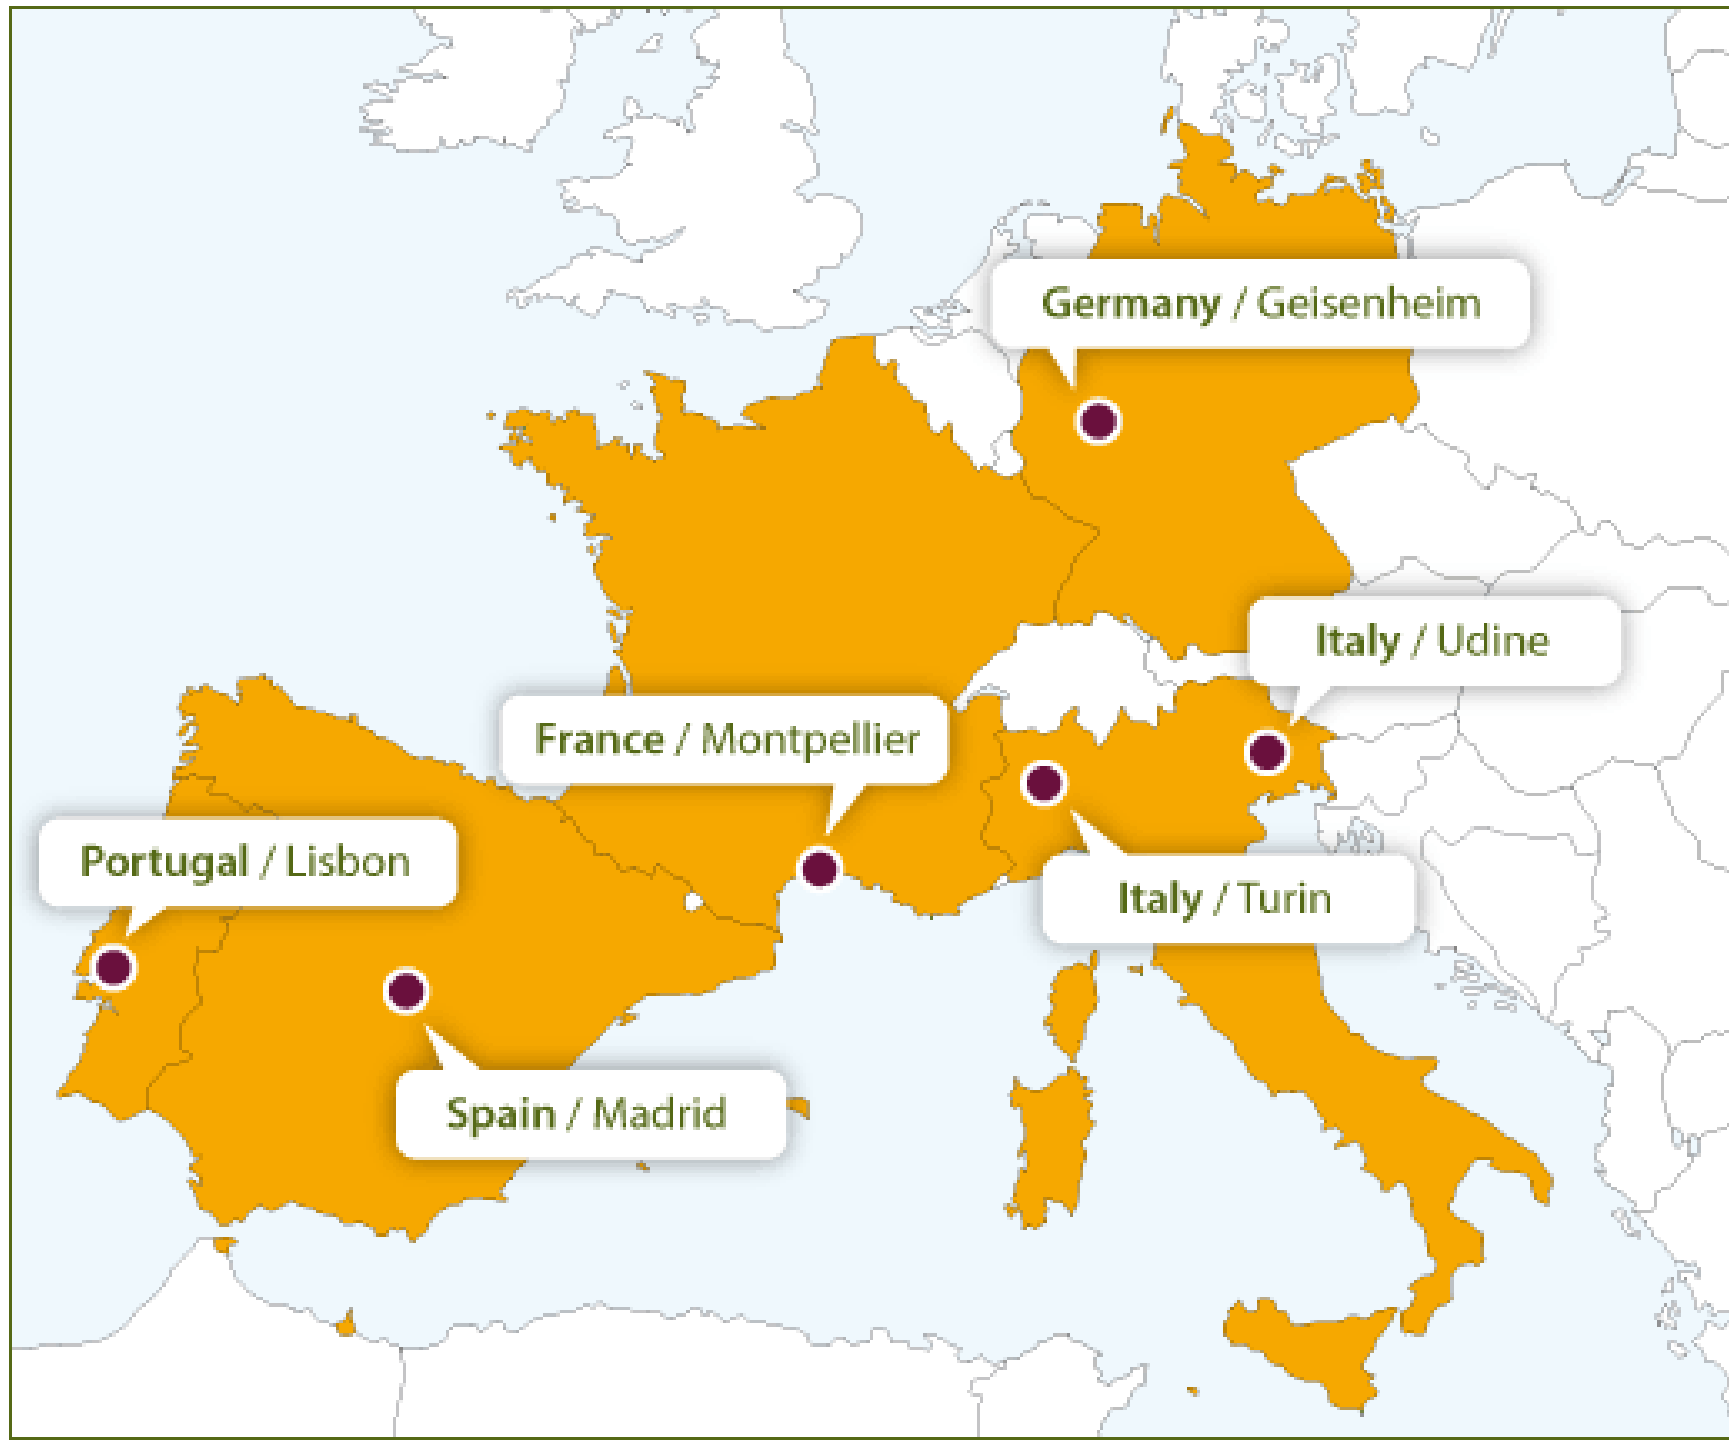 Germany / Geisenheim
Italy / Udine
France / Montpellier
Portugal / Lisbon
Italy / Turin
Spain / Madrid